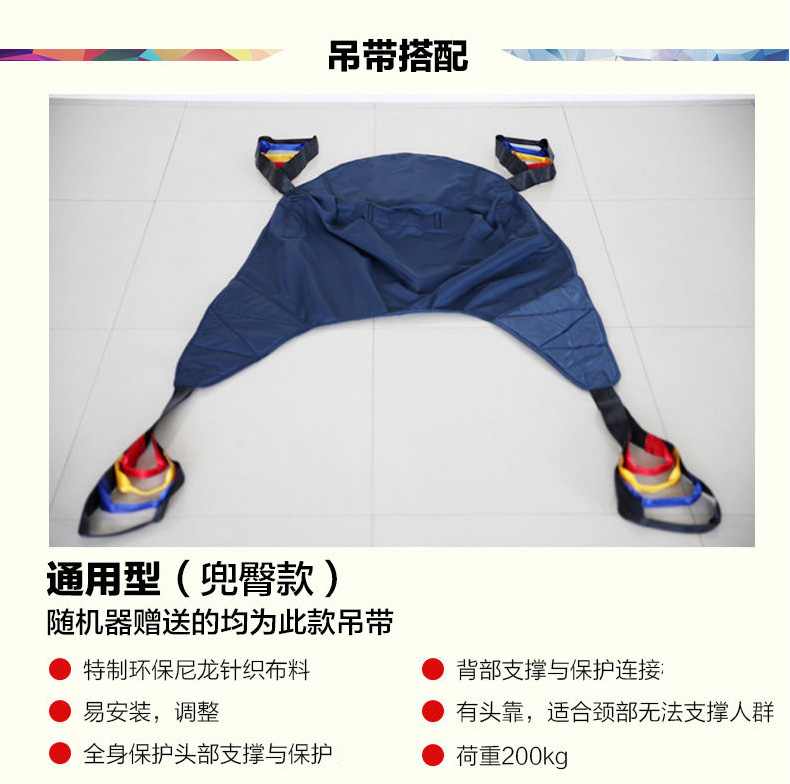 吊带搭配
通用型（兜臀款）
随机器赠送的均为此款吊带
特制环保尼龙针织布料
背部支撑与保护连接
易安装，调整
有头靠，适合颈部无法支撑人群
全身保护头部支撑与保护
荷重200kg